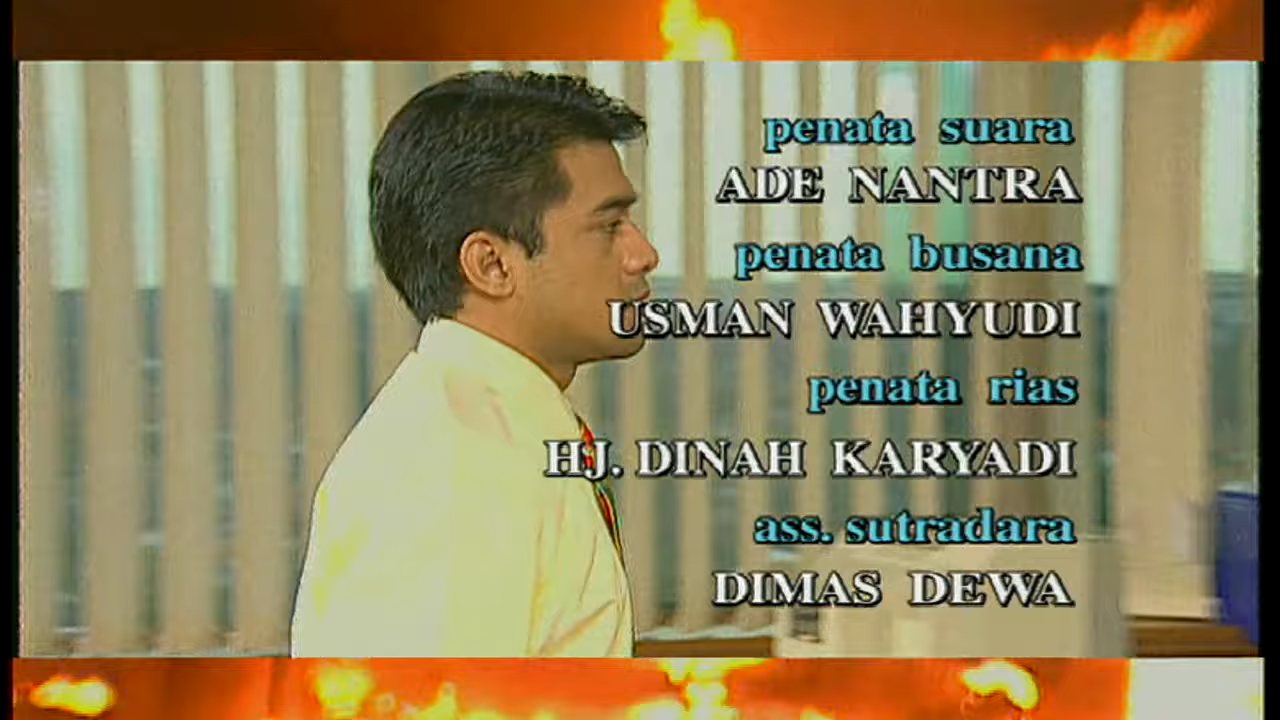 penata suara
ADE NANTRA
penata busana
USMAN WAHYUDI
penata rias
HJ. DINAH KARYADI
ass. sutradara
DIMAS DEWA